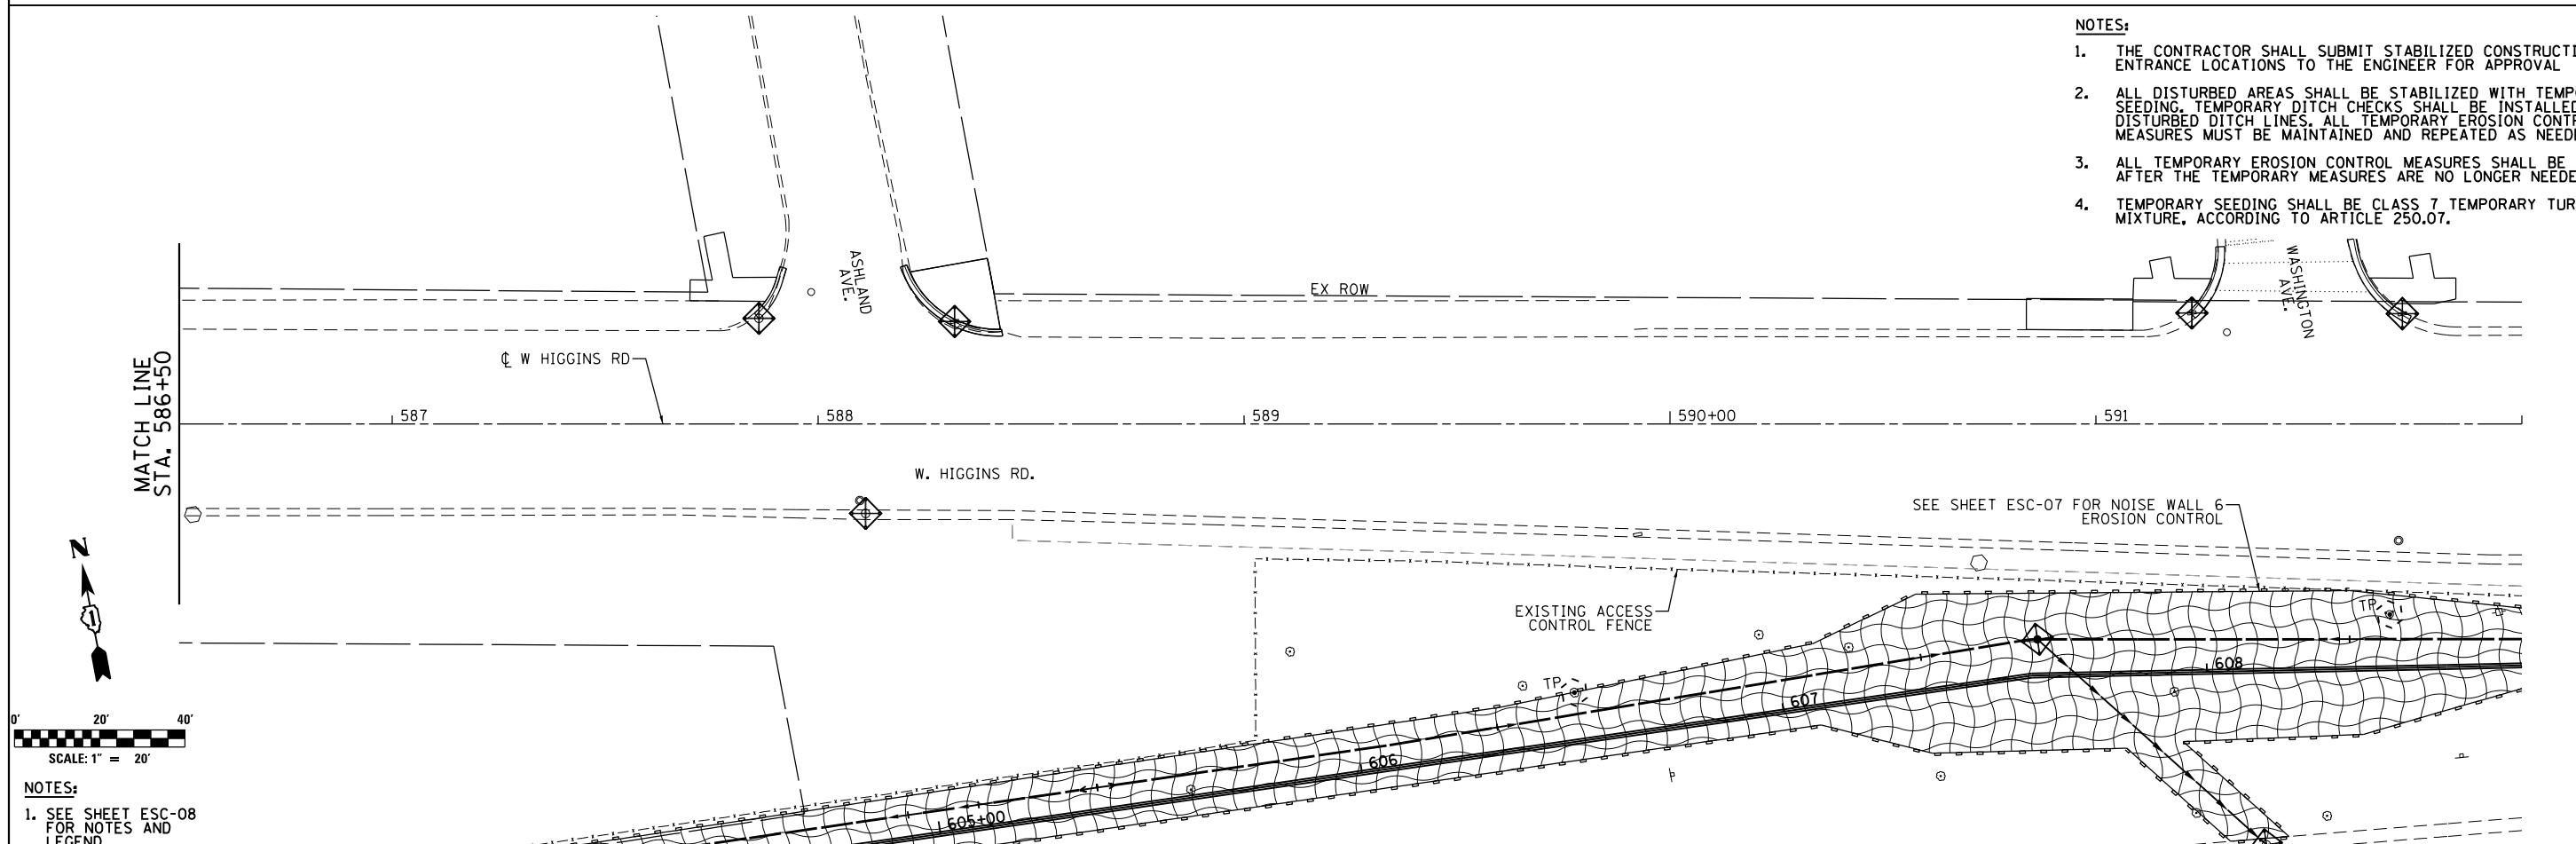 NOTES:
1. THE CONTRACTOR SHALL SUBMIT STABILIZED CONSTRUCTI
ENTRANCE LOCATIONS TO THE ENGINEER FOR APPROVAL
2. ALL DISTURBED AREAS SHALL BE STABILIZED WITH TEMP
SEEDING. TEMPORARY DITCH CHECKS SHALL BE INSTALLED
DISTURBED DITCH LINES. ALL TEMPORARY EROSION CONT
MEASURES MUST BE MAINTAINED AND REPEATED AS NEED
3. ALL TEMPORARY EROSION CONTROL MEASURES SHALL BE
AFTER THE TEMPORARY MEASURES ARE NO LONGER NEEDE
4. TEMPORARY SEEDING SHALL BE CLASS 7 TEMPORARY TUR
MIXTURE, ACCORDING TO ARTICLE 250.07.
ASHLAND
AVE.
EX ROW
WASHINGTON
AVE.
℄ W HIGGINS RD
MATCH LINE
STA. 586+50
587
588
589
590+00
591
W. HIGGINS RD.
SEE SHEET ESC-07 FOR NOISE WALL 6
EROSION CONTROL
N
1
EXISTING ACCESS
CONTROL FENCE
TP
TP
608
607
606
605+00
0' 20' 40'
SCALE: 1" = 20'
NOTES:
1. SEE SHEET ESC-08
FOR NOTES AND
LEGEND